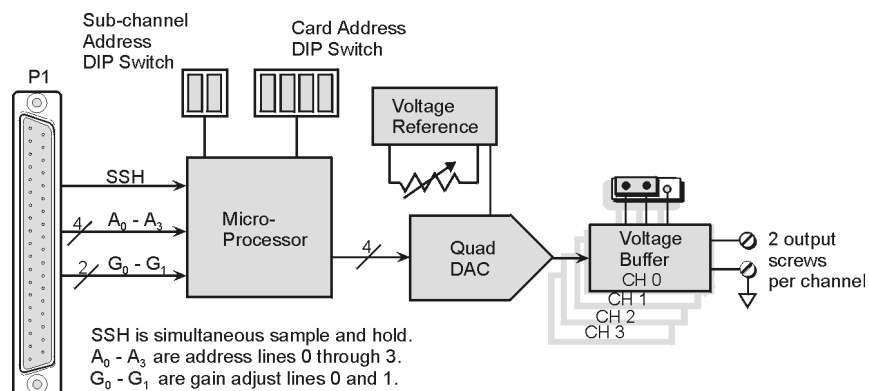 Sub-channel
Address
DIP Switch
Card Address
DIP Switch
P1
Voltage
Reference
SSH
4
A₀ - A₃
2
G₀ - G₁
Micro-
Processor
4
Quad
DAC
Voltage
Buffer
CH 0
CH 1
CH 2
CH 3
2 output
screws
per channel
SSH is simultaneous sample and hold.
A₀ - A₃ are address lines 0 through 3.
G₀ - G₁ are gain adjust lines 0 and 1.